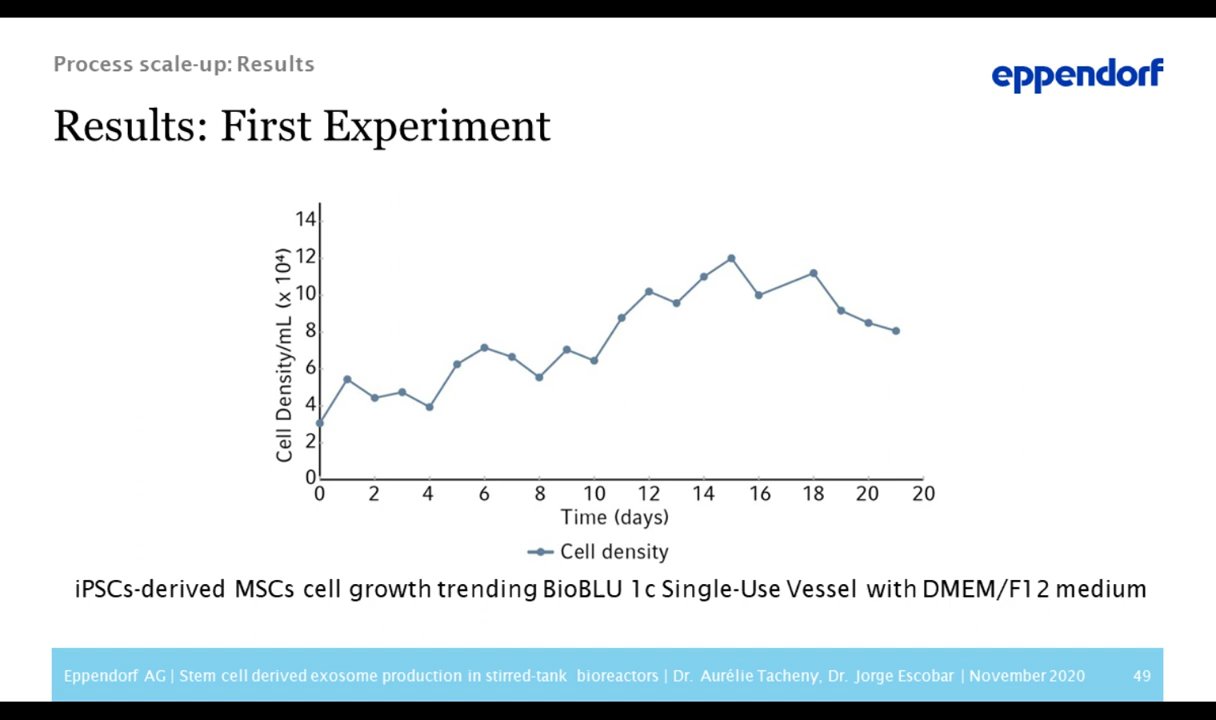 Process scale-up: Results
eppendorf
Results: First Experiment
14
12
10
8
6
4
2
0
Cell Density/mL (x 10⁴)
0 2 4 6 8 10 12 14 16 18 20 20
Time (days)
Cell density
iPSCs-derived MSCs cell growth trending BioBLU 1c Single-Use Vessel with DMEM/F12 medium
Eppendorf AG | Stem cell derived exosome production in stirred-tank bioreactors | Dr. Aurélie Tacheny, Dr. Jorge Escobar | November 2020 49